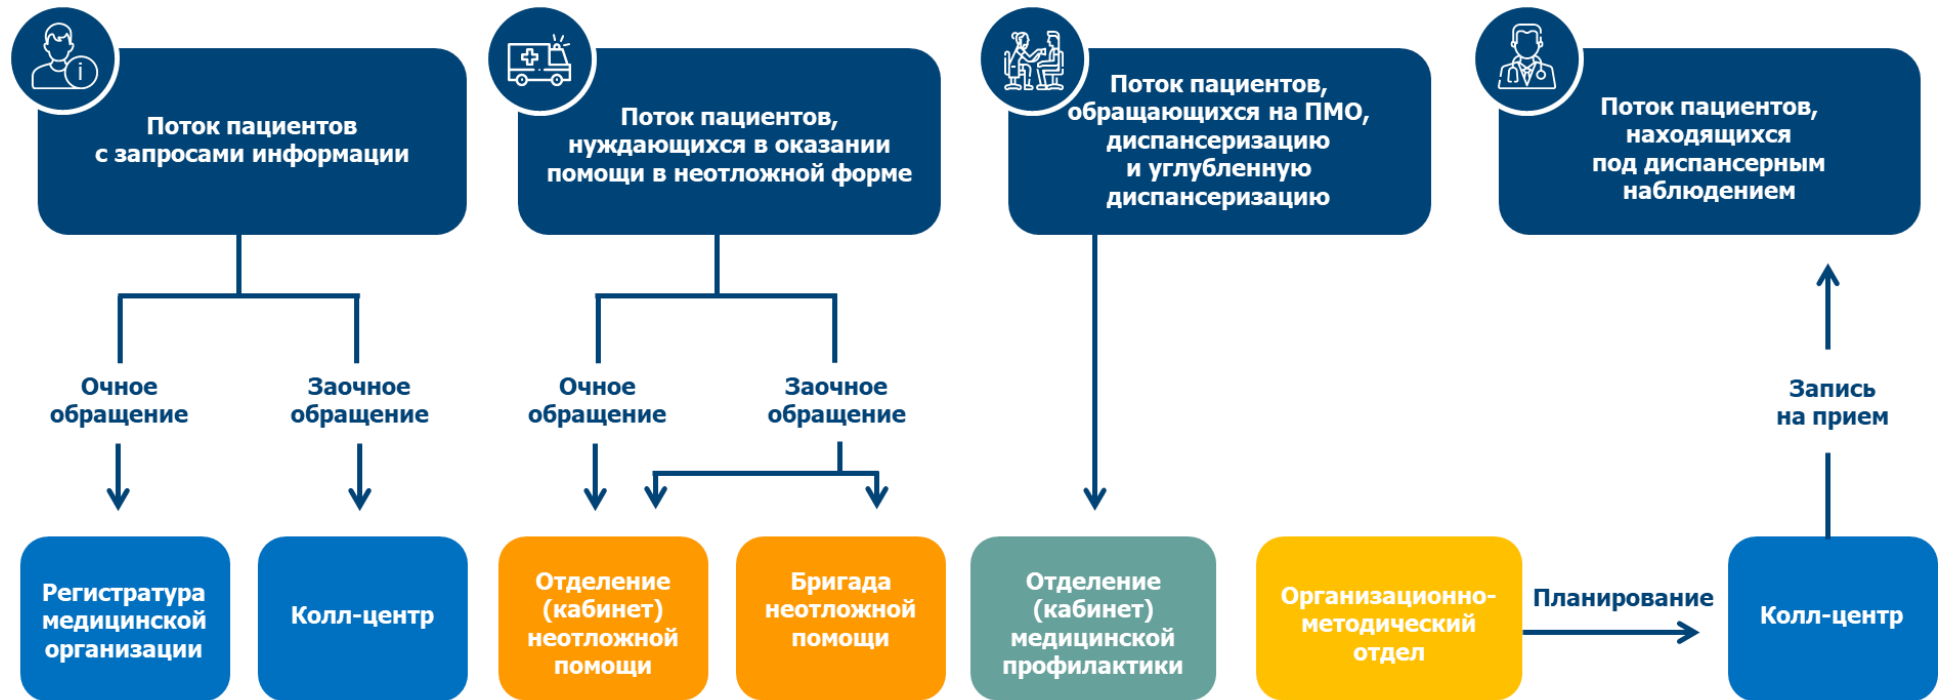 Поток пациентов
с запросами информации
Поток пациентов,
нуждающихся в оказании
помощи в неотложной форме
Поток пациентов,
обращающихся на ПМО,
диспансеризацию
и углубленную
диспансеризацию
Поток пациентов,
находящихся
под диспансерным
наблюдением
Очное
обращение
Заочное
обращение
Очное
обращение
Заочное
обращение
Запись
на прием
Регистратура
медицинской
организации
Колл-центр
Отделение
(кабинет)
неотложной
помощи
Бригада
неотложной
помощи
Отделение
(кабинет)
медицинской
профилактики
Организационно-
методический
отдел
Планирование
Колл-центр